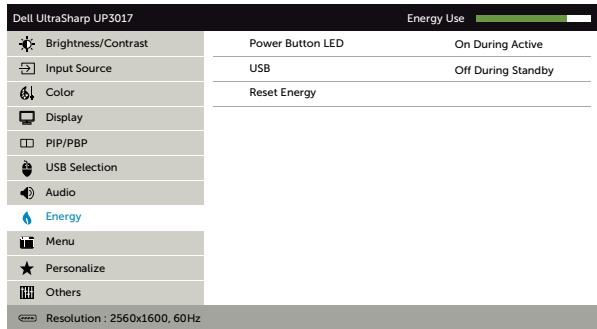 Dell UltraSharp UP3017 Energy Use
Brightness/Contrast Power Button LED On During Active
Input Source USB Off During Standby
Color Reset Energy
Display
PIP/PBP
USB Selection
Audio
Energy
Menu
Personalize
Others
Resolution : 2560x1600, 60Hz